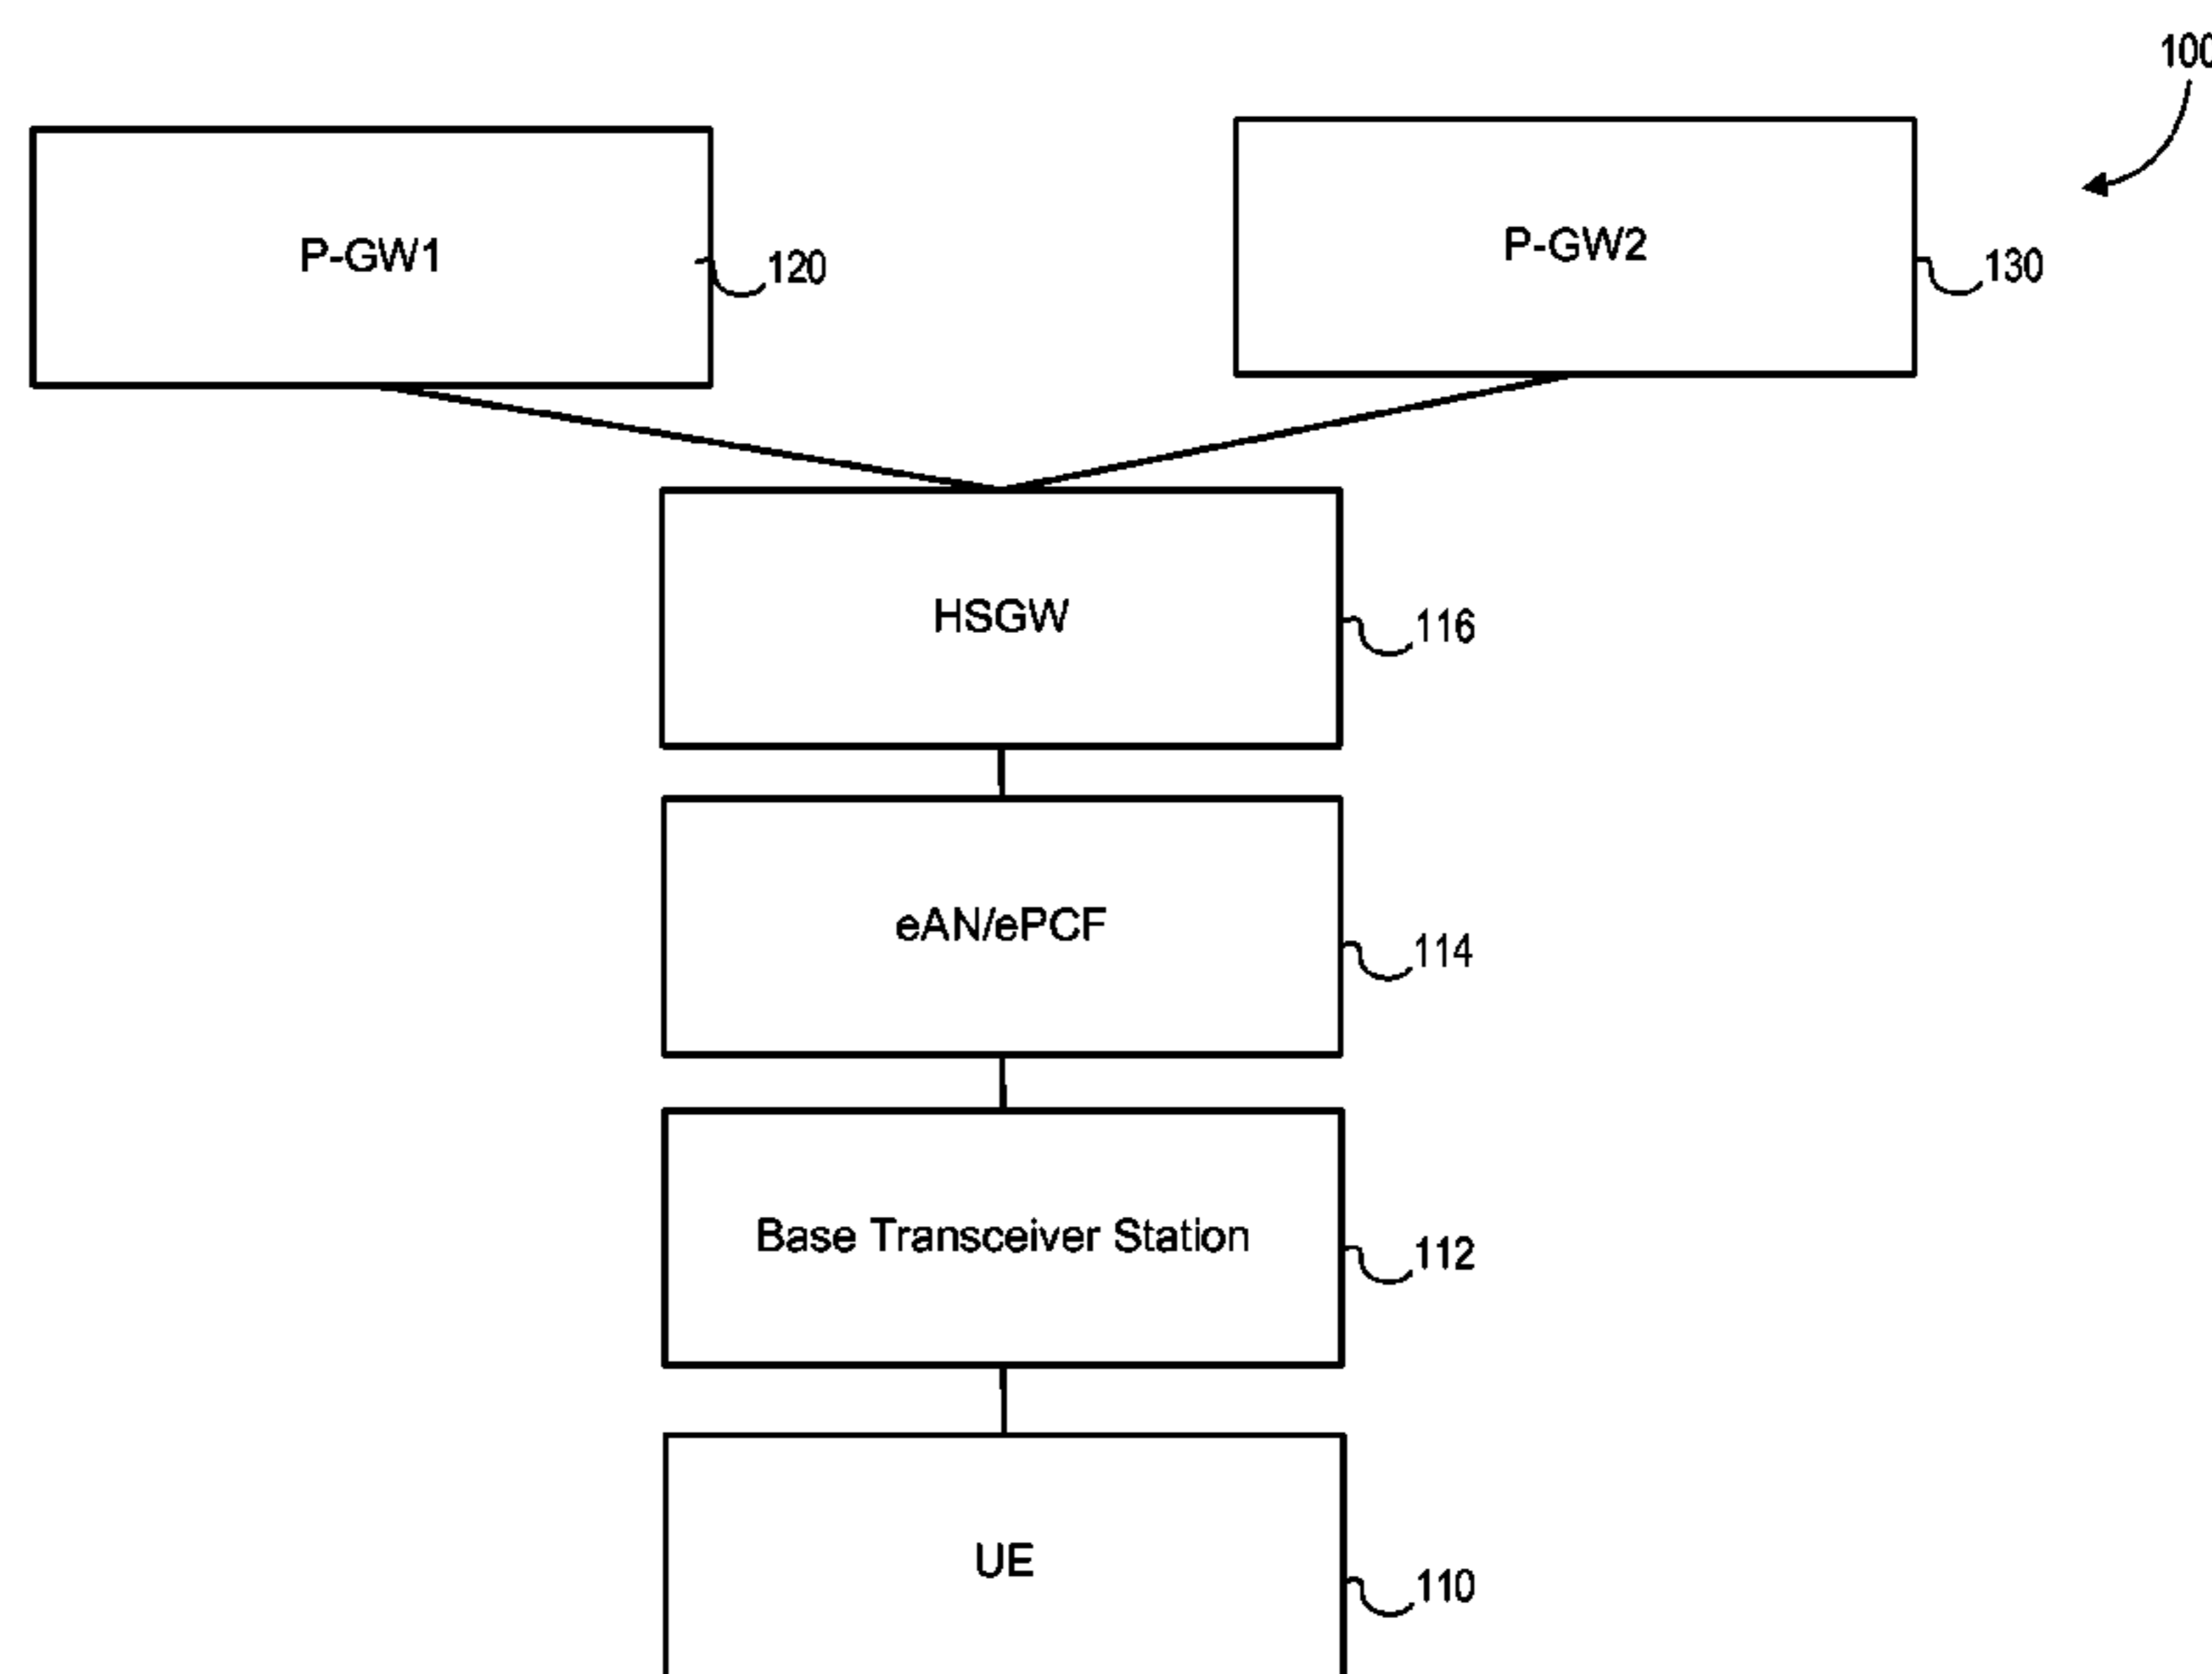 100
P-GW1
120
P-GW2
130
HSGW
116
eAN/ePCF
114
Base Transceiver Station
112
UE
110